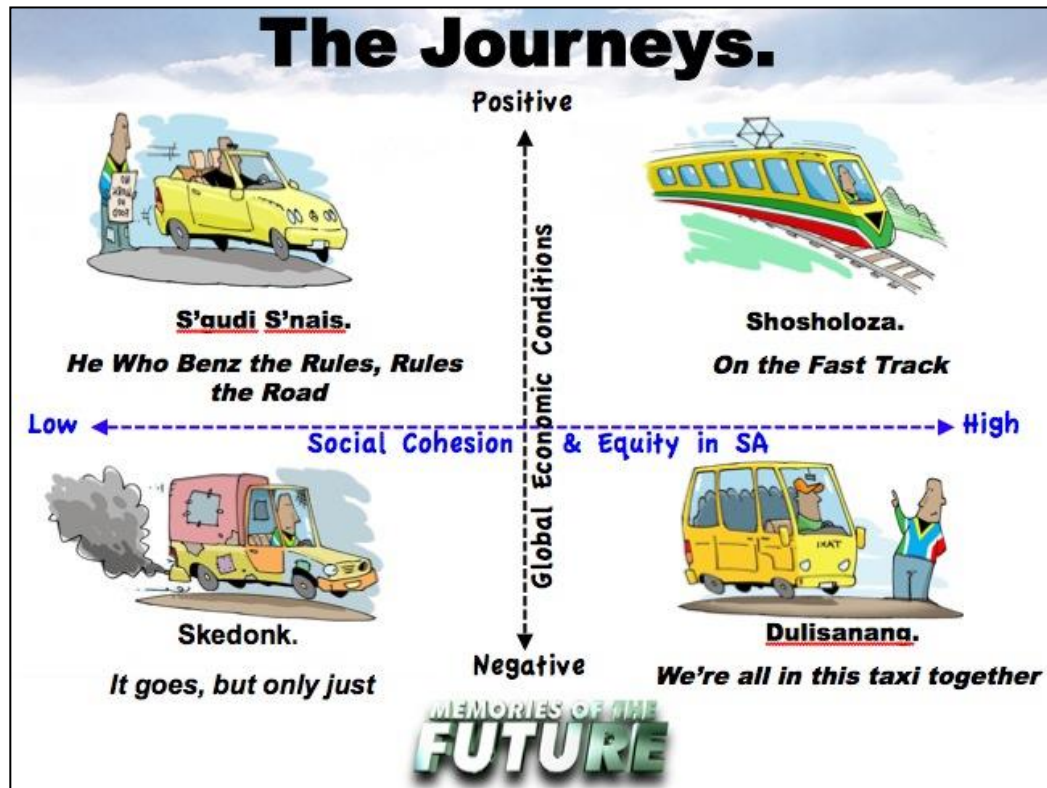 The Journeys.
Positive
S'gudi S'nais.
He Who Benz the Rules, Rules
the Road
Shosholoza.
On the Fast Track
Global Economic Conditions
Low
Social Cohesion & Equity in SA
High
Skedonk.
It goes, but only just
Negative
IXAT
Dulisanang.
We're all in this taxi together
MEMORIES OF THE
FUTURE